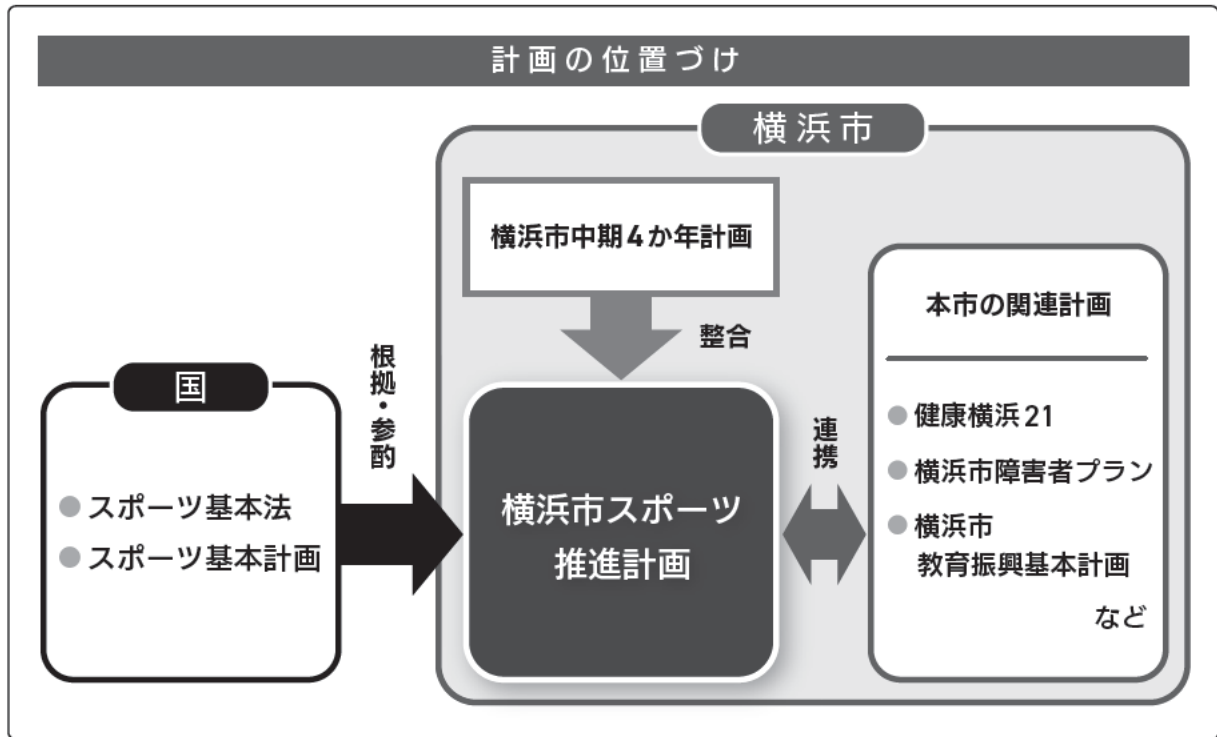 計画の位置づけ
横浜市
横浜市中期4か年計画
整合
国
スポーツ基本法
スポーツ基本計画
根拠・参酌
横浜市スポーツ
推進計画
連携
本市の関連計画
健康横浜21
横浜市障害者プラン
横浜市
教育振興基本計画
など